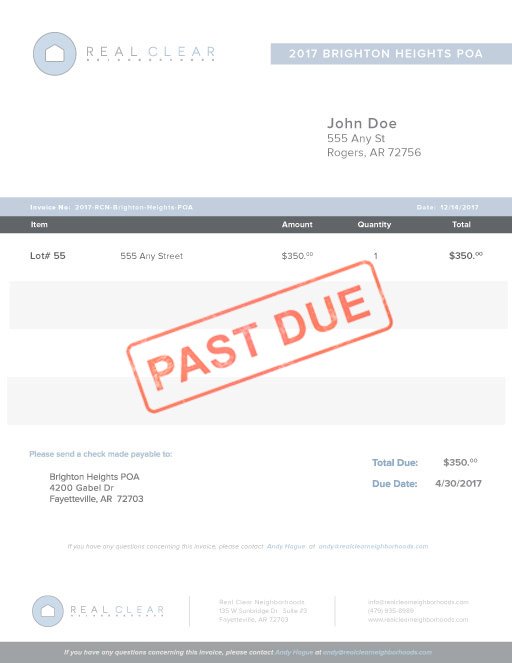 REAL CLEAR
NEIGHBORHOODS
2017 BRIGHTON HEIGHTS POA
John Doe
555 Any St
Rogers, AR 72756
Invoice No: 2017-RCN-Brighton-Heights-POA Date: 12/14/2017
Item Amount Quantity Total
Lot# 55 555 Any Street $350.00 1 $350.00
PAST DUE
Please send a check made payable to:
Brighton Heights POA
4200 Gabel Dr
Fayetteville, AR 72703
Total Due: $350.00
Due Date: 4/30/2017
If you have any questions concerning this invoice, please contact Andy Hogue at andy@realclearneighborhoods.com
REAL CLEAR
NEIGHBORHOODS
Real Clear Neighborhoods
135 W Sunbridge Dr Suite #3
Fayetteville, AR 72703
info@realclearneighborhoods.com
www.realclearneighborhoods.com
If you have any questions concerning this invoice, please contact Andy Hogue at andy@realclearneighborhoods.com